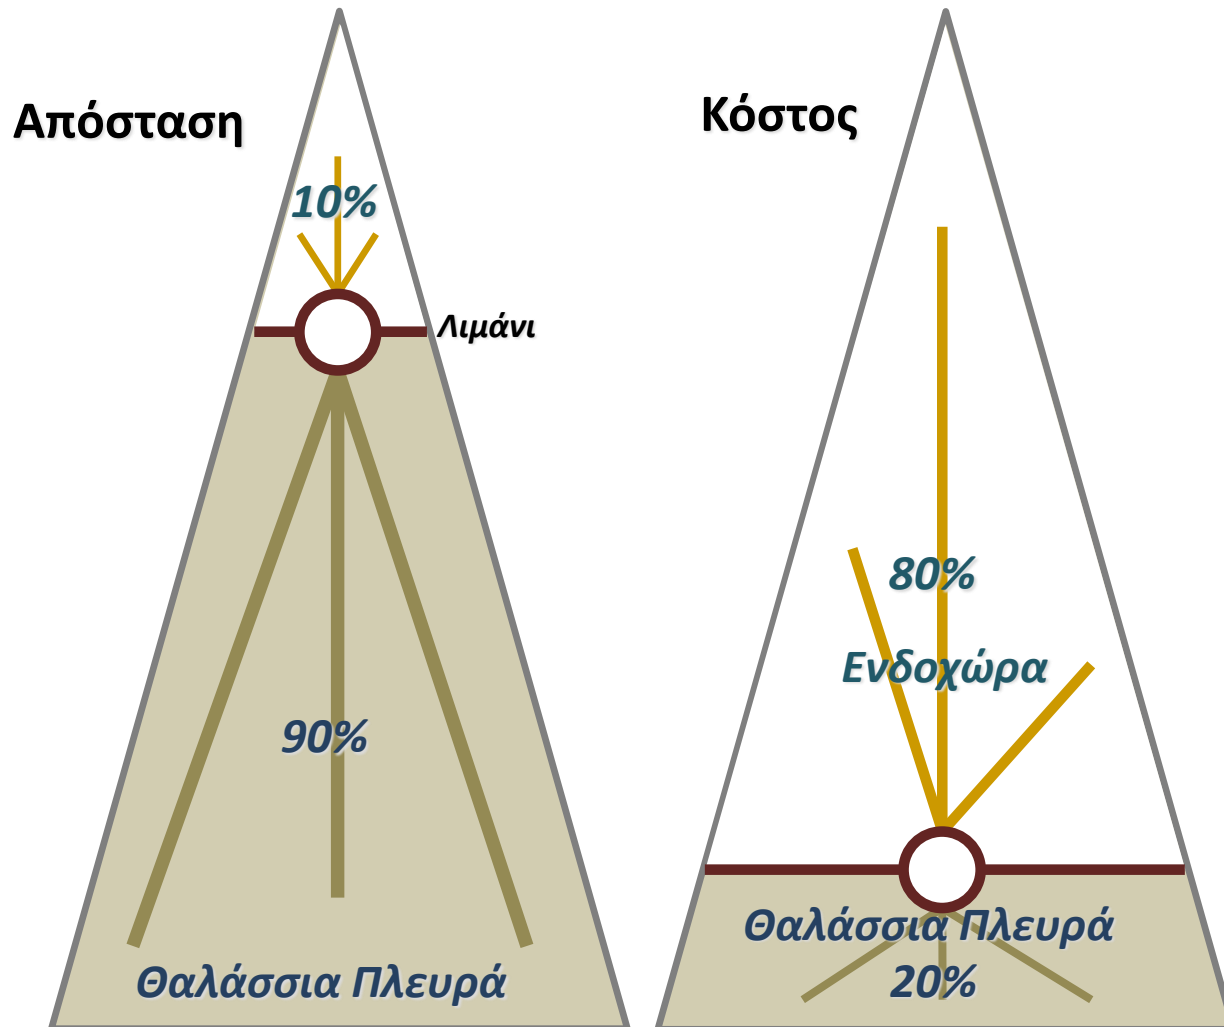 Απόσταση
10%
Λιμάνι
90%
Θαλάσσια Πλευρά
Κόστος
80%
Ενδοχώρα
Θαλάσσια Πλευρά
20%